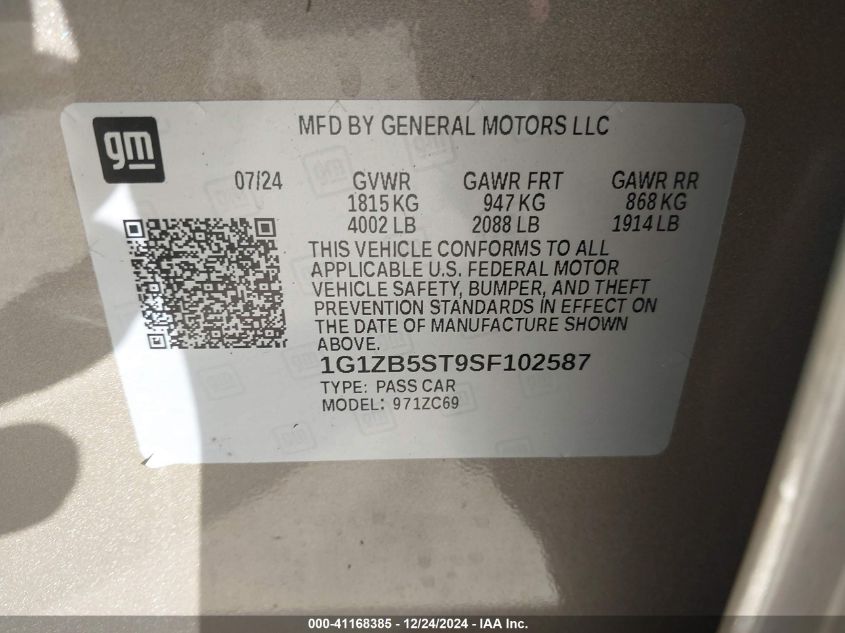 gm
MFD BY GENERAL MOTORS LLC
07/24 GVWR GAWR FRT GAWR RR
1815 KG 947 KG 868 KG
4002 LB 2088 LB 1914 LB
THIS VEHICLE CONFORMS TO ALL
APPLICABLE U.S. FEDERAL MOTOR
VEHICLE SAFETY, BUMPER, AND THEFT
PREVENTION STANDARDS IN EFFECT ON
THE DATE OF MANUFACTURE SHOWN
ABOVE.
1G1ZB5ST9SF102587
TYPE: PASS CAR
MODEL: 971ZC69
000-41168385 - 12/24/2024 - IAA Inc.